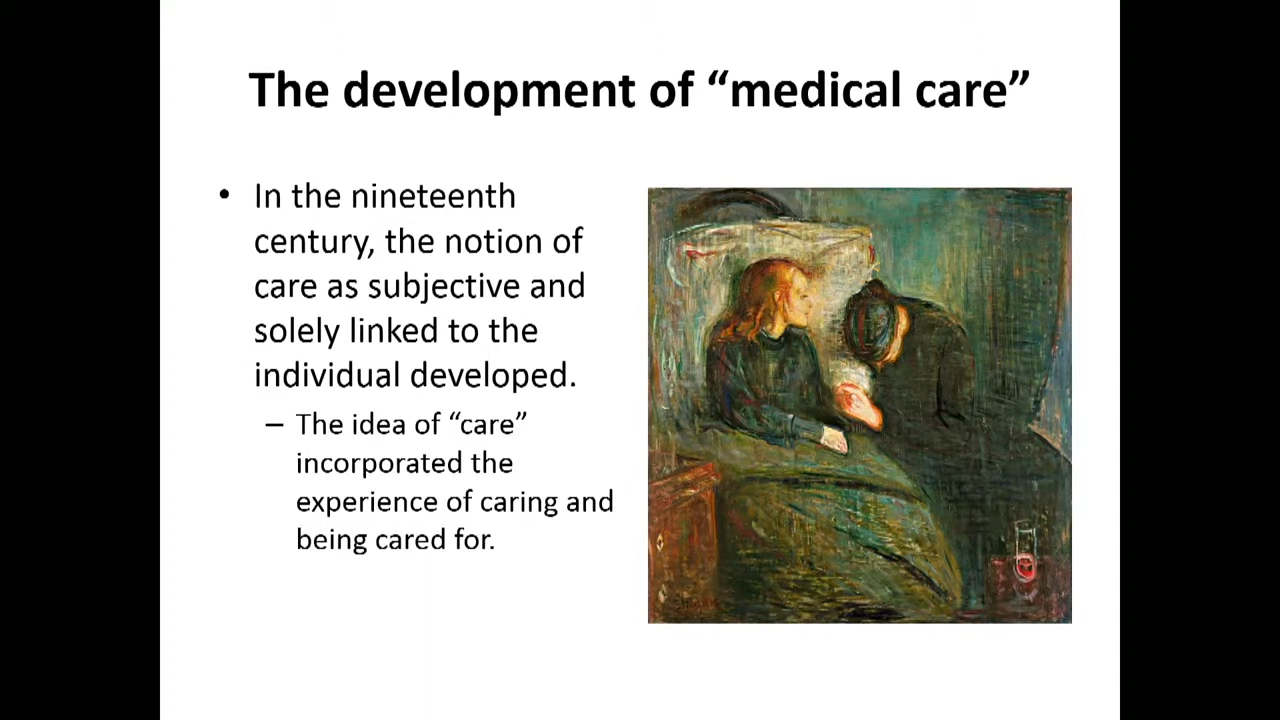 The development of “medical care”
• In the nineteenth
century, the notion of
care as subjective and
solely linked to the
individual developed.
– The idea of “care”
incorporated the
experience of caring and
being cared for.